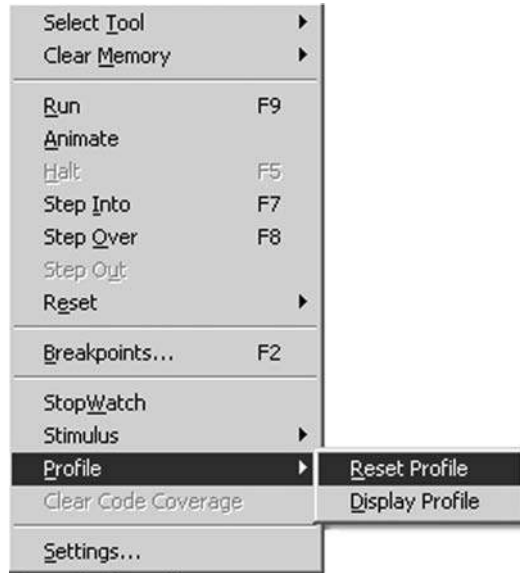 Select Tool
Clear Memory
Run F9
Animate
Halt F5
Step Into F7
Step Over F8
Step Out
Reset
Breakpoints... F2
StopWatch
Stimulus
Profile
Reset Profile
Display Profile
Clear Code Coverage
Settings...